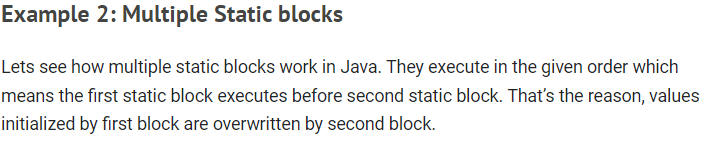 Example 2: Multiple Static blocks
Lets see how multiple static blocks work in Java. They execute in the given order which
means the first static block executes before second static block. That’s the reason, values
initialized by first block are overwritten by second block.